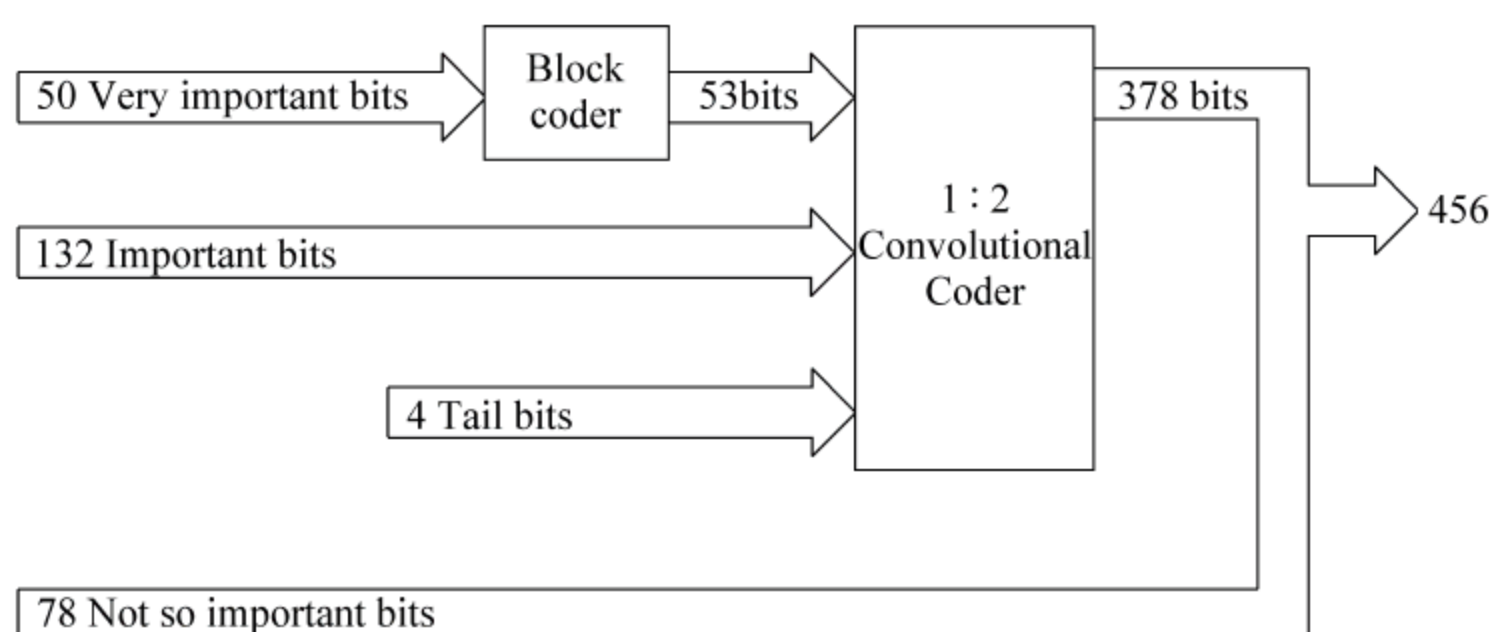 50 Very important bits
Block
coder
53bits
378 bits
1 : 2
Convolutional
Coder
456
132 Important bits
4 Tail bits
78 Not so important bits